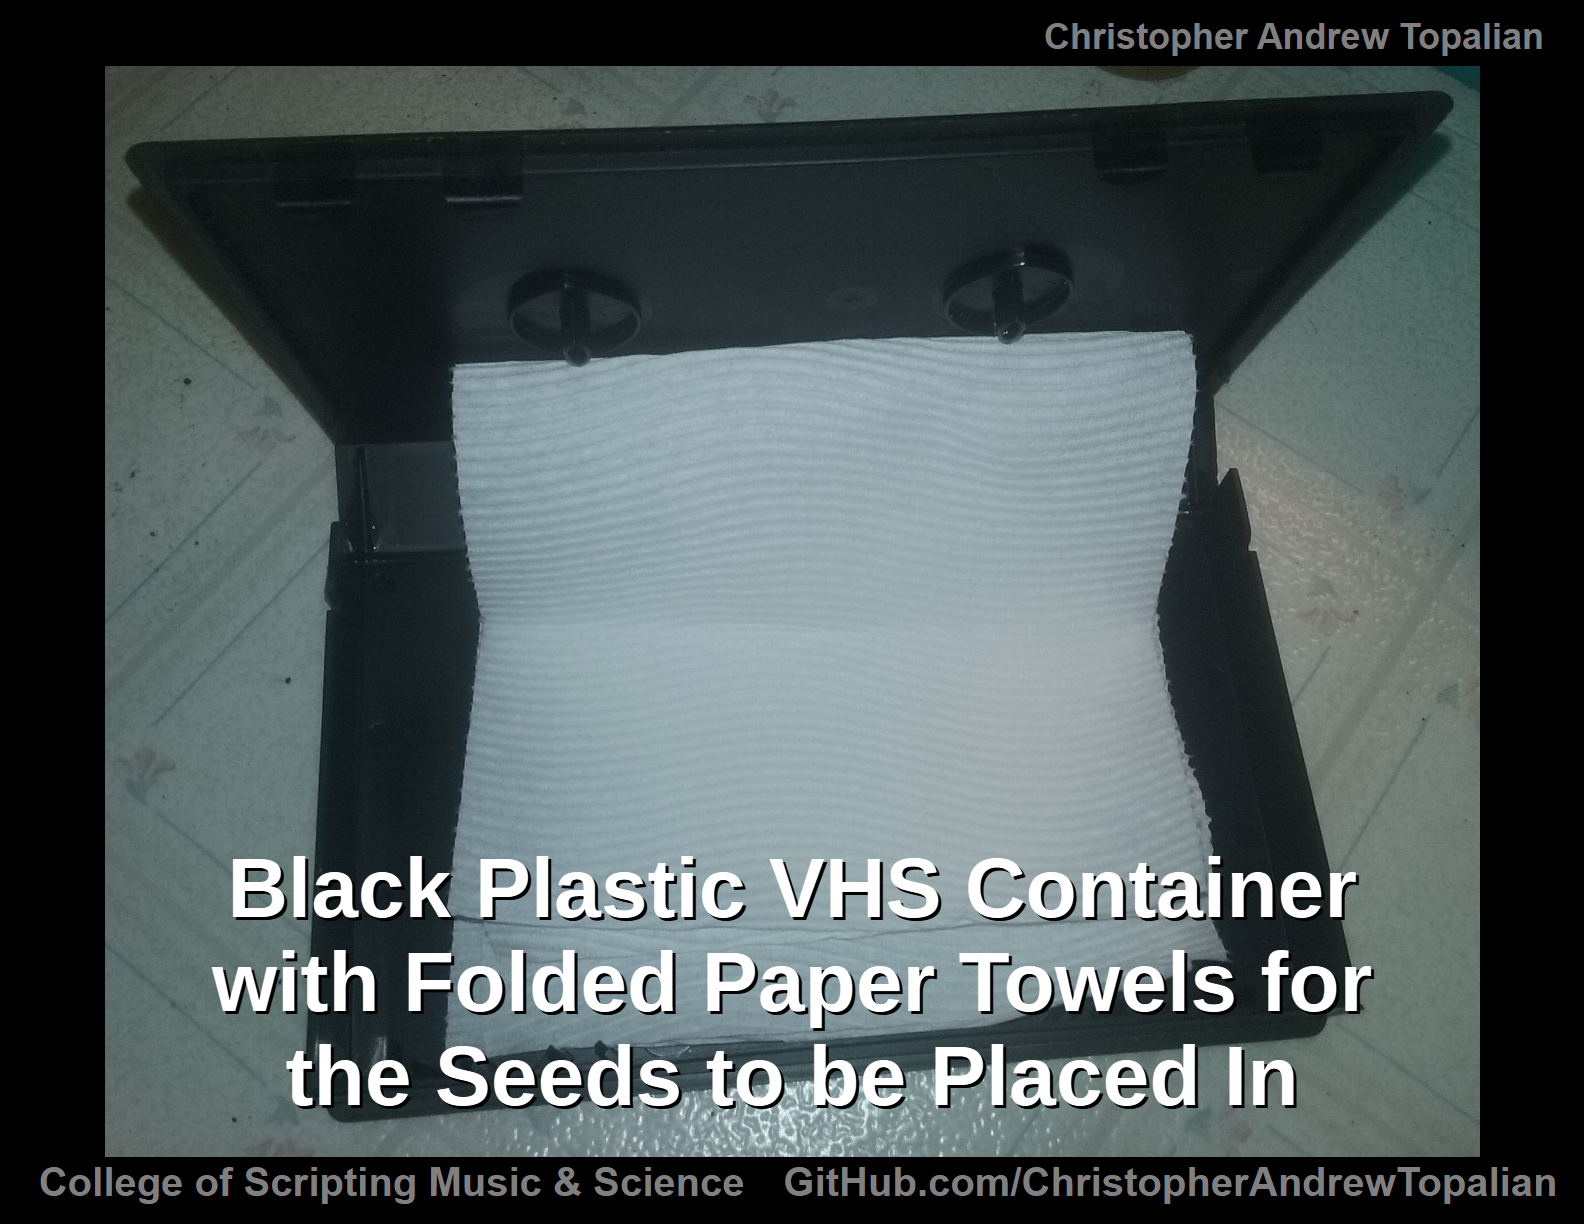 Christopher Andrew Topalian
Black Plastic VHS Container
with Folded Paper Towels for
the Seeds to be Placed In
College of Scripting Music & Science GitHub.com/ChristopherAndrewTopalian